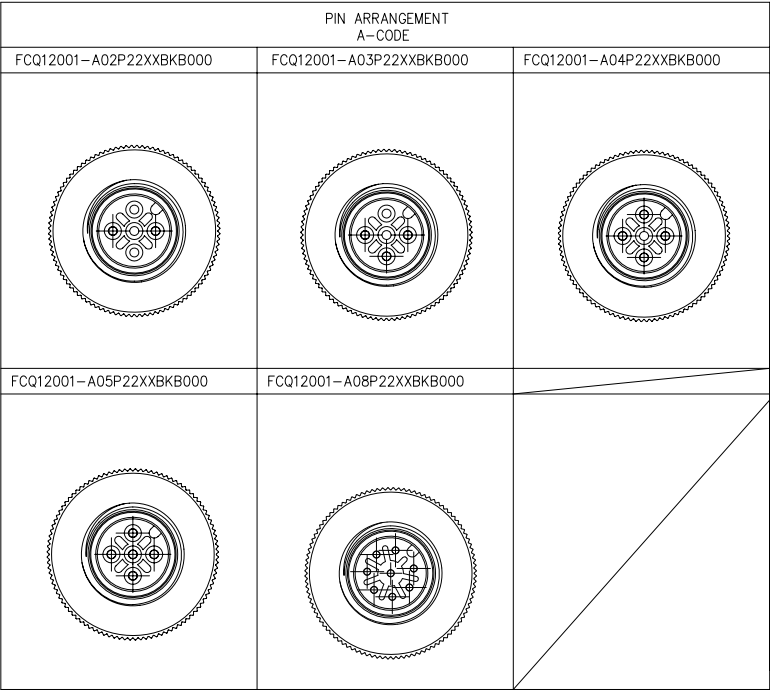 PIN ARRANGEMENT
A-CODE
FCQ12001-A02P22XXBKB000
FCQ12001-A03P22XXBKB000
FCQ12001-A04P22XXBKB000
FCQ12001-A05P22XXBKB000
FCQ12001-A08P22XXBKB000